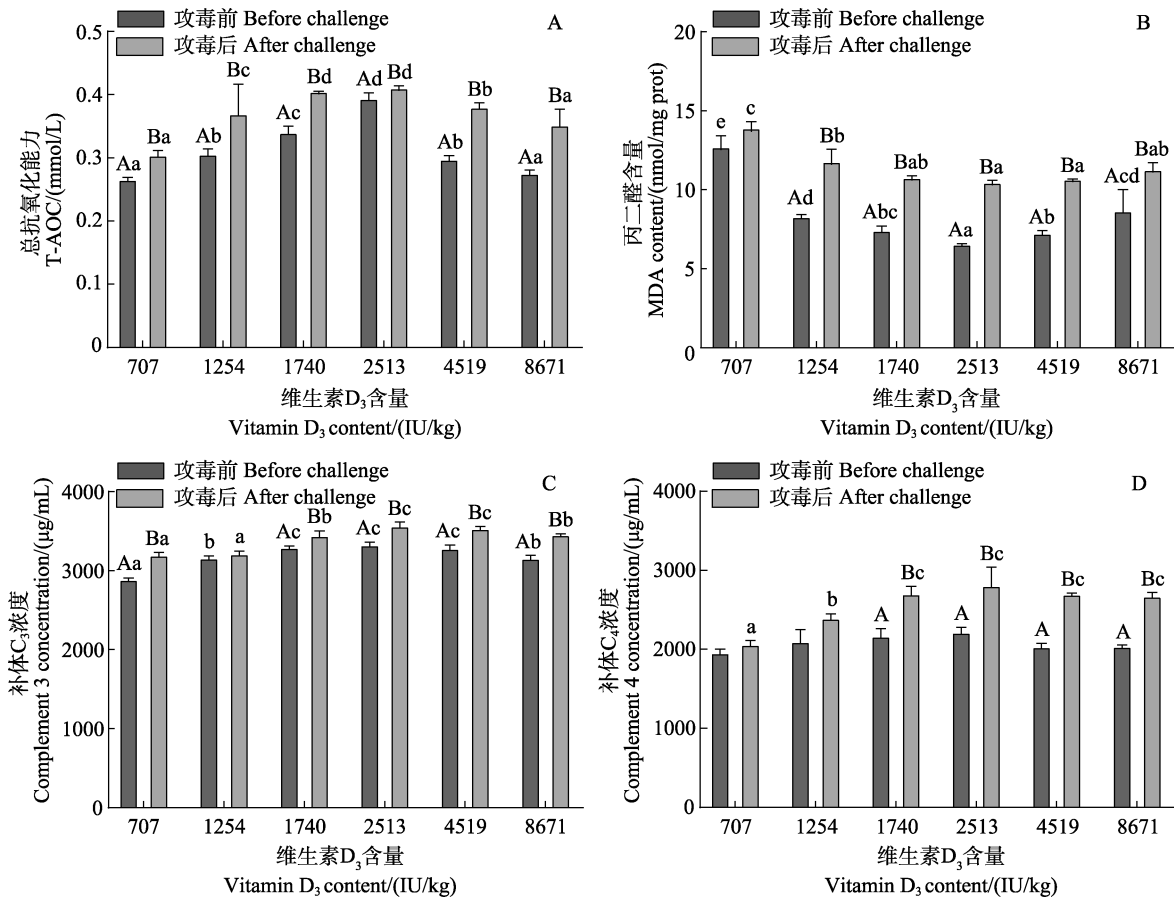 攻毒前 Before challenge
攻毒后 After challenge
A
0.5
0.4
0.3
0.2
0.1
0
总抗氧化能力
T-AOC/(mmol/L)
Aa
Ba
Ab
Bc
Ac
Bd
Ad
Bd
Ab
Bb
Aa
Ba
707
1254
1740
2513
4519
8671
维生素D₃含量
Vitamin D₃ content/(IU/kg)
攻毒前 Before challenge
攻毒后 After challenge
B
20
15
10
5
0
丙二醛含量
MDA content/(nmol/mg prot)
e
c
Ad
Bb
Abc
Bab
Aa
Ba
Ab
Ba
Acd
Bab
707
1254
1740
2513
4519
8671
维生素D₃含量
Vitamin D₃ content/(IU/kg)
攻毒前 Before challenge
攻毒后 After challenge
C
4000
3000
2000
1000
0
补体C₃浓度
Complement 3 concentration/(μg/mL)
Aa
Ba
b
a
Ac
Bb
Ac
Bc
Ac
Bc
Ab
Bb
707
1254
1740
2513
4519
8671
维生素D₃含量
Vitamin D₃ content/(IU/kg)
攻毒前 Before challenge
攻毒后 After challenge
D
4000
3000
2000
1000
0
补体C₄浓度
Complement 4 concentration/(μg/mL)
a
b
A
Bc
A
Bc
A
Bc
A
Bc
707
1254
1740
2513
4519
8671
维生素D₃含量
Vitamin D₃ content/(IU/kg)